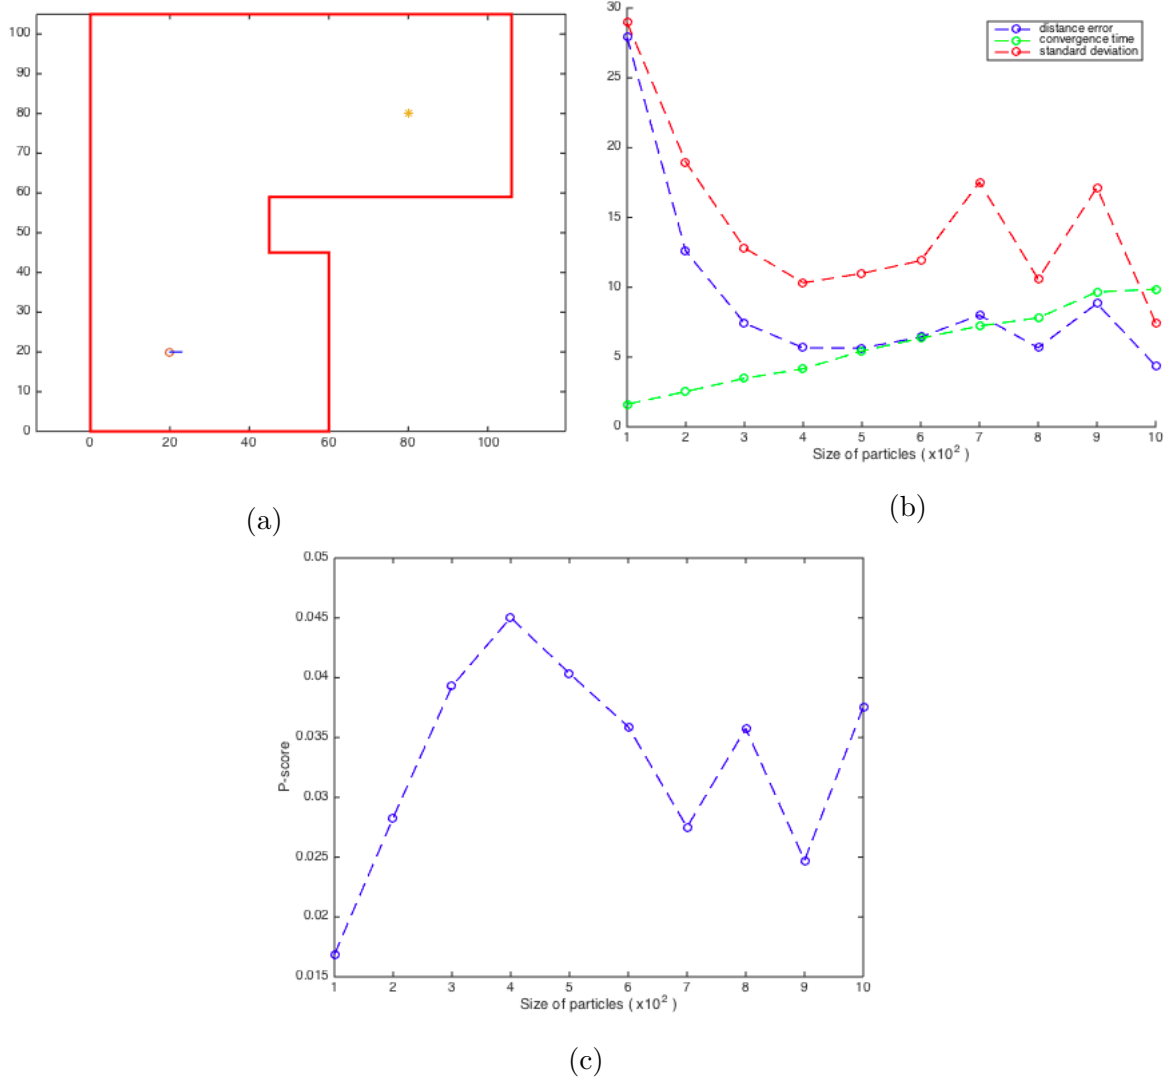 100
90
80
70
60
50
40
30
20
10
0
0 20 40 60 80 100
(a)
30
25
20
15
10
5
0
distance error
convergence time
standard deviation
1 2 3 4 5 6 7 8 9 10
Size of particles ( x10² )
(b)
0.05
0.045
0.04
0.035
0.03
0.025
0.02
0.015
P-score
1 2 3 4 5 6 7 8 9 10
Size of particles ( x10² )
(c)